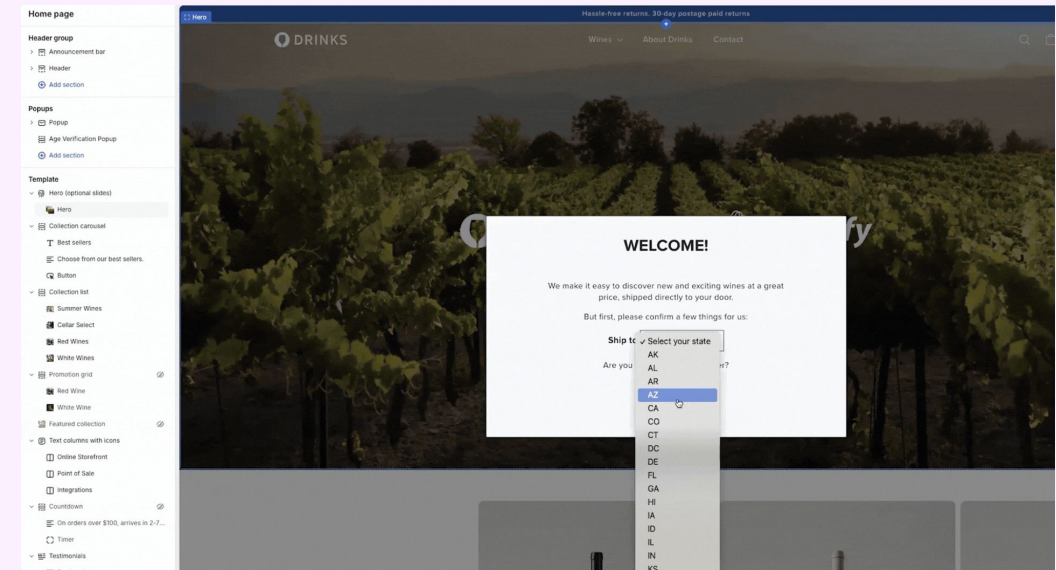 Home page
Header group
Announcement bar
Header
Add section
Popups
Popup
Age Verification Popup
Add section
Template
Hero (optional slides)
Hero
Collection carousel
Best sellers
Choose from our best sellers.
Button
Collection list
Summer Wines
Cellar Select
Red Wines
White Wines
Promotion grid
Red Wine
White Wine
Featured collection
Text columns with icons
Online Storefront
Point of Sale
Integrations
Countdown
On orders over $100, arrives in 2-7...
Timer
Testimonials
Hero
Hassle-free returns. 30-day postage paid returns
DRINKS
Wines
About Drinks
Contact
fy
WELCOME!
We make it easy to discover new and exciting wines at a great
price, shipped directly to your door.
But first, please confirm a few things for us:
Ship to
Select your state
Are you
er?
AK
AL
AR
AZ
CA
CO
CT
DC
DE
FL
GA
HI
IA
ID
IL
IN
KS